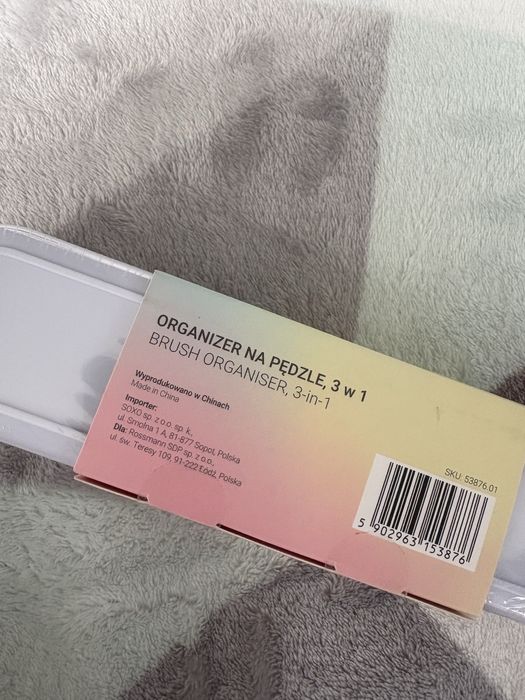 ORGANIZER NA PĘDZLE, 3 w 1
BRUSH ORGANISER, 3-in-1
Wyprodukowano w Chinach
Made in China
Importer:
SOXO sp. z o.o. sp. k.,
ul. Smolna 1 A, 81-877 Sopot, Polska
Dla: Rossmann SDP sp. z o.o.,
ul. św. Teresy 109, 91-222 Łódź, Polska
SKU: 53876.01
5 902963 153876